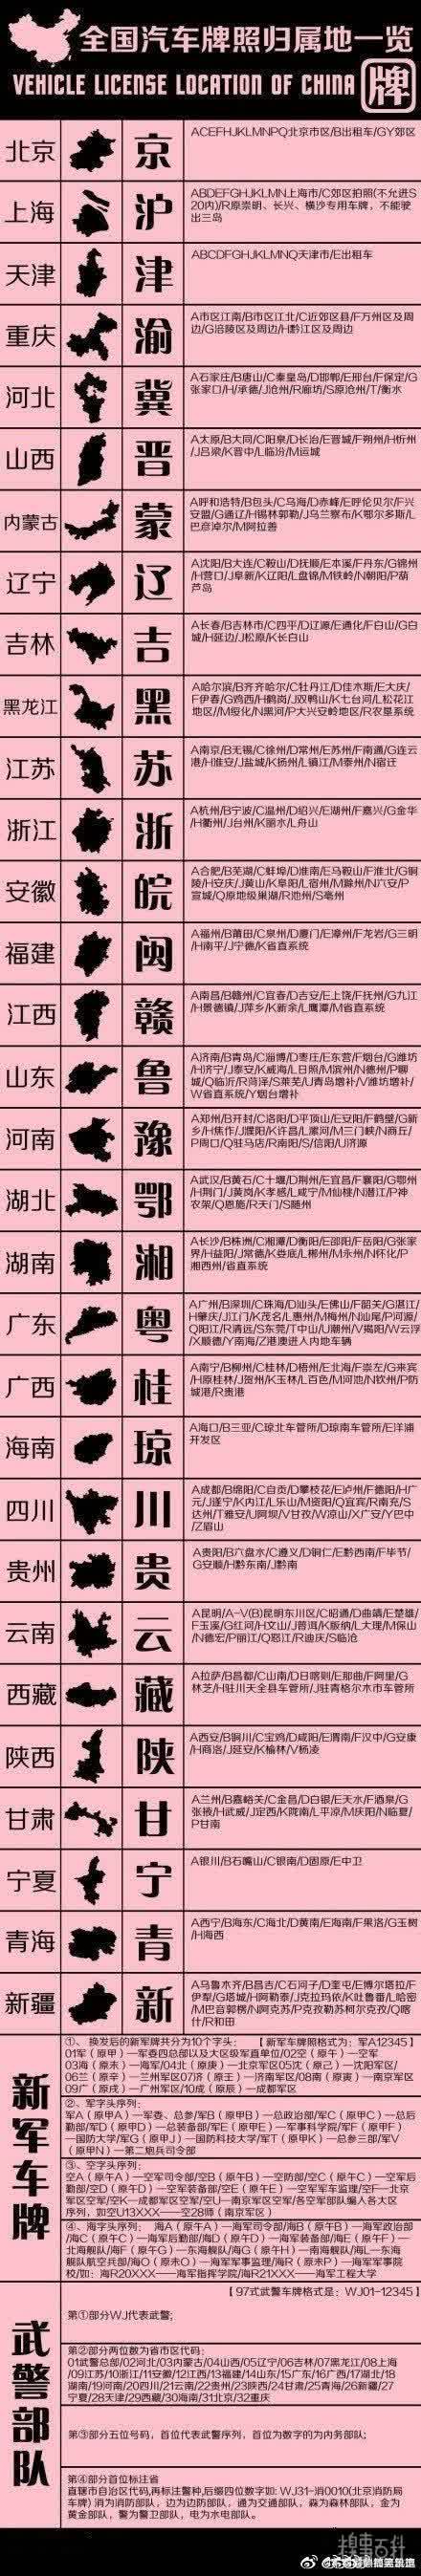 全国汽车牌照归属地一览
VEHICLE LICENSE LOCATION OF CHINA
牌
北京
京
ACEFHJKLMNPQ北京市区/B出租车/GY郊区
上海
沪
ABDEFGHJKLMN上海市/C郊区拍照(不允进S
20内)/R原崇明、长兴、横沙专用车牌，不能驶
出三岛
天津
津
ABCDFGHJKLMNQ天津市/E出租车
重庆
渝
A市区江南/B市区江北/C近郊区县/F万州区及周
边/G涪陵区及周边/H黔江区及周边
河北
冀
A石家庄/B唐山/C秦皇岛/D邯郸/E邢台/F保定/G
张家口/H承德/J沧州/R廊坊/S原沧州/T衡水
山西
晋
A太原/B大同/C阳泉/D长治/E晋城/F朔州/H忻州
/J吕梁/K晋中/L临汾/M运城
内蒙古
蒙
A呼和浩特/B包头/C乌海/D赤峰/E呼伦贝尔/F兴
安盟/G通辽/H锡林郭勒/J乌兰察布/K鄂尔多斯/L
巴彦淖尔/M阿拉善
辽宁
辽
A沈阳/B大连/C鞍山/D抚顺/E本溪/F丹东/G锦州
/H营口/J阜新/K辽阳/L盘锦/M铁岭/N朝阳/P葫
芦岛
吉林
吉
A长春/B吉林市/C四平/D辽源/E通化/F白山/G白
城/H延边/J松原/K长白山
黑龙江
黑
A哈尔滨/B齐齐哈尔/C牡丹江/D佳木斯/E大庆/
F伊春/G鸡西/H鹤岗/J双鸭山/K七台河/L松花江
地区//M绥化/N黑河/P大兴安岭地区/R农垦系统
江苏
苏
A南京/B无锡/C徐州/D常州/E苏州/F南通/G连云
港/H淮安/J盐城/K扬州/L镇江/M泰州/N宿迁
浙江
浙
A杭州/B宁波/C温州/D绍兴/E湖州/F嘉兴/G金华
/H衢州/J台州/K丽水/L舟山
安徽
皖
A合肥/B芜湖/C蚌埠/D淮南/E马鞍山/F淮北/G铜
陵/H安庆/J黄山/K阜阳/L宿州/M滁州/N六安/P
宣城/Q原地级巢湖/R池州/S亳州
福建
闽
A福州/B莆田/C泉州/D厦门/E漳州/F龙岩/G三明
/H南平/J宁德/K省直系统
江西
赣
A南昌/B赣州/C宜春/D吉安/E上饶/F抚州/G九江
/H景德镇/J萍乡/K新余/L鹰潭/M省直系统
山东
鲁
A济南/B青岛/C淄博/D枣庄/E东营/F烟台/G潍坊
/H济宁/J泰安/K威海/L日照/M滨州/N德州/P聊
城/Q临沂/R菏泽/S莱芜/U青岛增补/V潍坊增补/
W省直系统/Y烟台增补
河南
豫
A郑州/B开封/C洛阳/D平顶山/E安阳/F鹤壁/G新
乡/H焦作/J濮阳/K许昌/L漯河/M三门峡/N商丘/
P周口/Q驻马店/R南阳/S信阳/U济源
湖北
鄂
A武汉/B黄石/C十堰/D荆州/E宜昌/F襄阳/G鄂州
/H荆门/J黄岗/K孝感/L咸宁/M仙桃/N潜江/P神
农架/Q恩施/R天门/S随州
湖南
湘
A长沙/B株洲/C湘潭/D衡阳/E邵阳/F岳阳/G张家
界/H益阳/J常德/K娄底/L郴州/M永州/N怀化/P
湘西州/省直系统
广东
粤
A广州/B深圳/C珠海/D汕头/E佛山/F韶关/G湛江/
H肇庆/J江门/K茂名/L惠州/M梅州/N汕尾/P河源/
Q阳江/R清远/S东莞/T中山/U潮州/V揭阳/W云浮
/X顺德/Y南海/Z港澳进入内地车辆
广西
桂
A南宁/B柳州/C桂林/D梧州/E北海/F崇左/G来宾
/H原桂林/J贺州/K玉林/L百色/M河池/N钦州/P防
城港/R贵港
海南
琼
A海口/B三亚/C琼北车管所/D琼南车管所/E洋浦
开发区
四川
川
A成都/B绵阳/C自贡/D攀枝花/E泸州/F德阳/H广
元/J遂宁/K内江/L乐山/M资阳/Q宜宾/R南充/S
达州/T雅安/U阿坝/V甘孜/W凉山/X广安/Y巴中
/Z眉山
贵州
贵
A贵阳/B六盘水/C遵义/D铜仁/E黔西南/F毕节/
G安顺/H黔东南/J黔南
云南
云
A昆明/A-V(B)昆明东川区/C昭通/D曲靖/E楚雄/
F玉溪/G红河/H文山/J普洱/K版纳/L大理/M保山
/N德宏/P丽江/Q怒江/R迪庆/S临沧
西藏
藏
A拉萨/B昌都/C山南/D日喀则/E那曲/F阿里/G
林芝/H驻川天全县车管所/J驻青格尔木市车管所
陕西
陕
A西安/B铜川/C宝鸡/D咸阳/E渭南/F汉中/G安康
/H商洛/J延安/K榆林/V杨凌
甘肃
甘
A兰州/B嘉峪关/C金昌/D白银/E天水/F酒泉/G
张掖/H武威/J定西/K陇南/L平凉/M庆阳/N临夏/
P甘南
宁夏
宁
A银川/B石嘴山/C银南/D固原/E中卫
青海
青
A西宁/B海东/C海北/D黄南/E海南/F果洛/G玉树
/H海西
新疆
新
A乌鲁木齐/B昌吉/C石河子/D奎屯/E博尔塔拉/F
伊犁/G塔城/H阿勒泰/J克拉玛依/K吐鲁番/L哈密
/M巴音郭楞/N阿克苏/P克孜勒苏柯尔克孜/Q喀
什/R和田
新军车牌
①、换发后的新军牌共分为10个字头： 【新军车牌照格式为：军A12345】
01军（原甲）—军委四总部以及大区级军直单位/02空（原午）—空军
03海（原未）—海军/04北（原庚）—北京军区05沈（原己）—沈阳军区/
06兰（原辛）—兰州军区07济（原壬）—济南军区/08南（原寅）—南京军区
09广（原戌）—广州军区/10成（原辰）—成都军区
②、军字头序列：
军A（原甲A）—军委、总参/军B（原甲B）—总政治部/军C（原甲C）—总后
勤部/军D（原甲D）—总装备部/军E（原甲E）—军事科学院/军F（原甲F）
—国防大学/军G（原甲J）—国防科技大学/军T（原甲K）—总参三部/军V
（原甲N）—第二炮兵司令部
③、空字头序列：
空A（原午A）—空军司令部/空B（原午B）—空防部/空C（原午C）—空军后
勤部/空D（原午D）—空军装备部/空E（原午E）—空军军车监理/空F—北京
军区空军/空K—成都军区空军/空U—南京军区空军/各空军部队编入各大区
序列，如空U13XXX——空28师（南京军区）
④、海字头序列： 海A（原午A）—海军司令部/海B（原午B）—海军政治部
/海C（原午C）—海军后勤部/海D（原午D）—海军装备部/海E（原午F）—
北海舰队/海F（原午G）—东海舰队/海G（原午H）—南海舰队/海L—东海
舰队航空兵部/海O（原未O）—海军军事监理/海R（原未P）—海军军事院
校/如：海R20XXX——海军指挥学院/海R21XXX——海军工程大学
武警部队
【97式武警车牌格式是：WJ01-12345】
第①部分WJ代表武警;
第②部分两位数为省市区代码：
01武警总部/02河北/03内蒙古/04山西/05辽宁/06吉林/07黑龙江/08上海
/09江苏/10浙江/11安徽/12江西/13福建/14山东/15广东/16广西/17湖北/18
湖南/19河南/20四川/21云南/22贵州/23陕西/24甘肃/25青海/26新疆/27
宁夏/28天津/29西藏/30海南/31北京/32重庆
第③部分五位号码，首位代表武警序列，首位为数字的为内务部队;
第④部分首位标注省
直辖市自治区代码,再标注警种,后缀四位数字如: WJ31-消0010(北京消防局
车牌) 消为消防部队，边为边防部队，通为交通部队，森为森林部队，金为
黄金部队，警为警卫部队，电为水电部队。
糗事百科